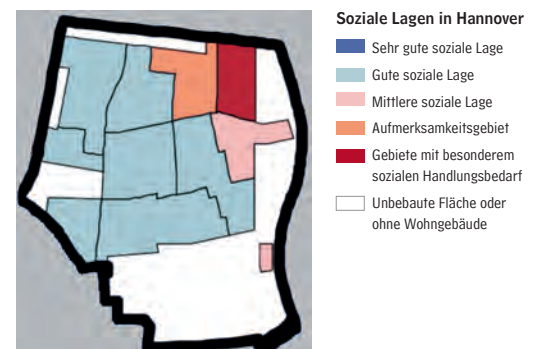 Soziale Lagen in Hannover
Sehr gute soziale Lage
Gute soziale Lage
Mittlere soziale Lage
Aufmerksamkeitsgebiet
Gebiete mit besonderem
sozialen Handlungsbedarf
Unbebaute Fläche oder
ohne Wohngebäude